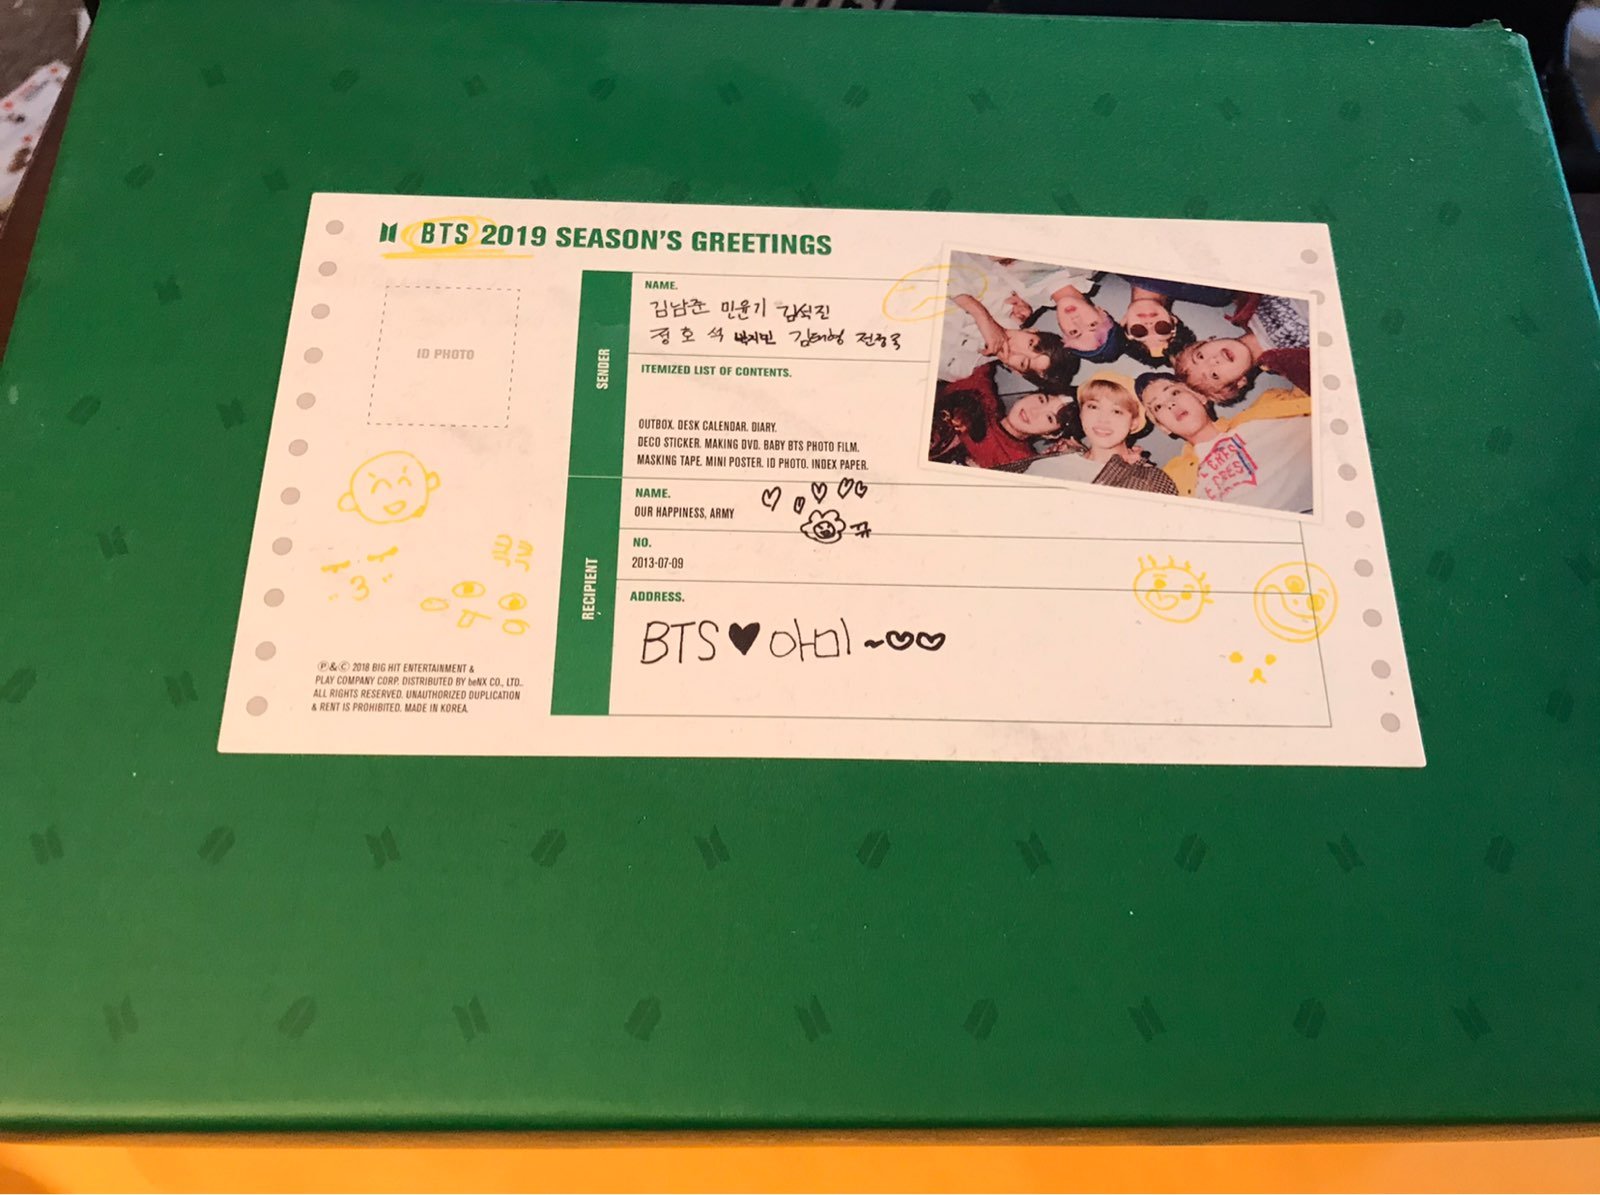 BTS 2019 SEASON'S GREETINGS
ID PHOTO
SENDER
NAME.
김남준 민윤기 김석진
정호석 박지민 김태형 전정국
ITEMIZED LIST OF CONTENTS.
OUTBOX. DESK CALENDAR. DIARY.
DECO STICKER. MAKING DVD. BABY BTS PHOTO FILM.
MASKING TAPE. MINI POSTER. ID PHOTO. INDEX PAPER.
RECIPIENT
NAME.
OUR HAPPINESS, ARMY
NO.
2013-07-09
ADDRESS.
BTS♥아미~♡♡
Ⓟ&Ⓒ 2018 BIG HIT ENTERTAINMENT &
PLAY COMPANY CORP. DISTRIBUTED BY beNX CO., LTD.
ALL RIGHTS RESERVED. UNAUTHORIZED DUPLICATION
& RENT IS PROHIBITED. MADE IN KOREA.